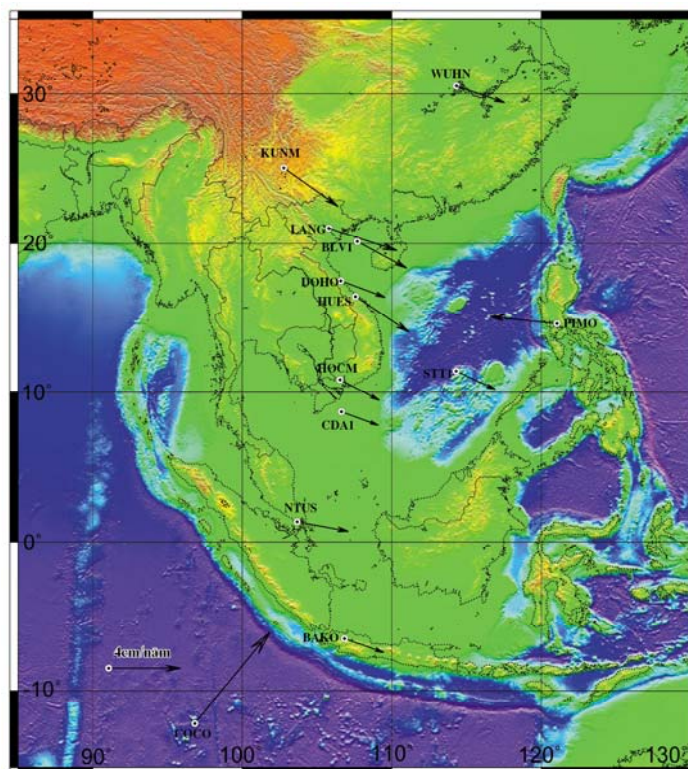 WUHN
30°
KUNM
LANG
BLV1
20°
DOHO
HUES
PIMO
HOCM
STT1
10°
CDA1
NTUS
0°
BAKO
4cm/năm
-10°
COCO
90°
100°
110°
120°
130°